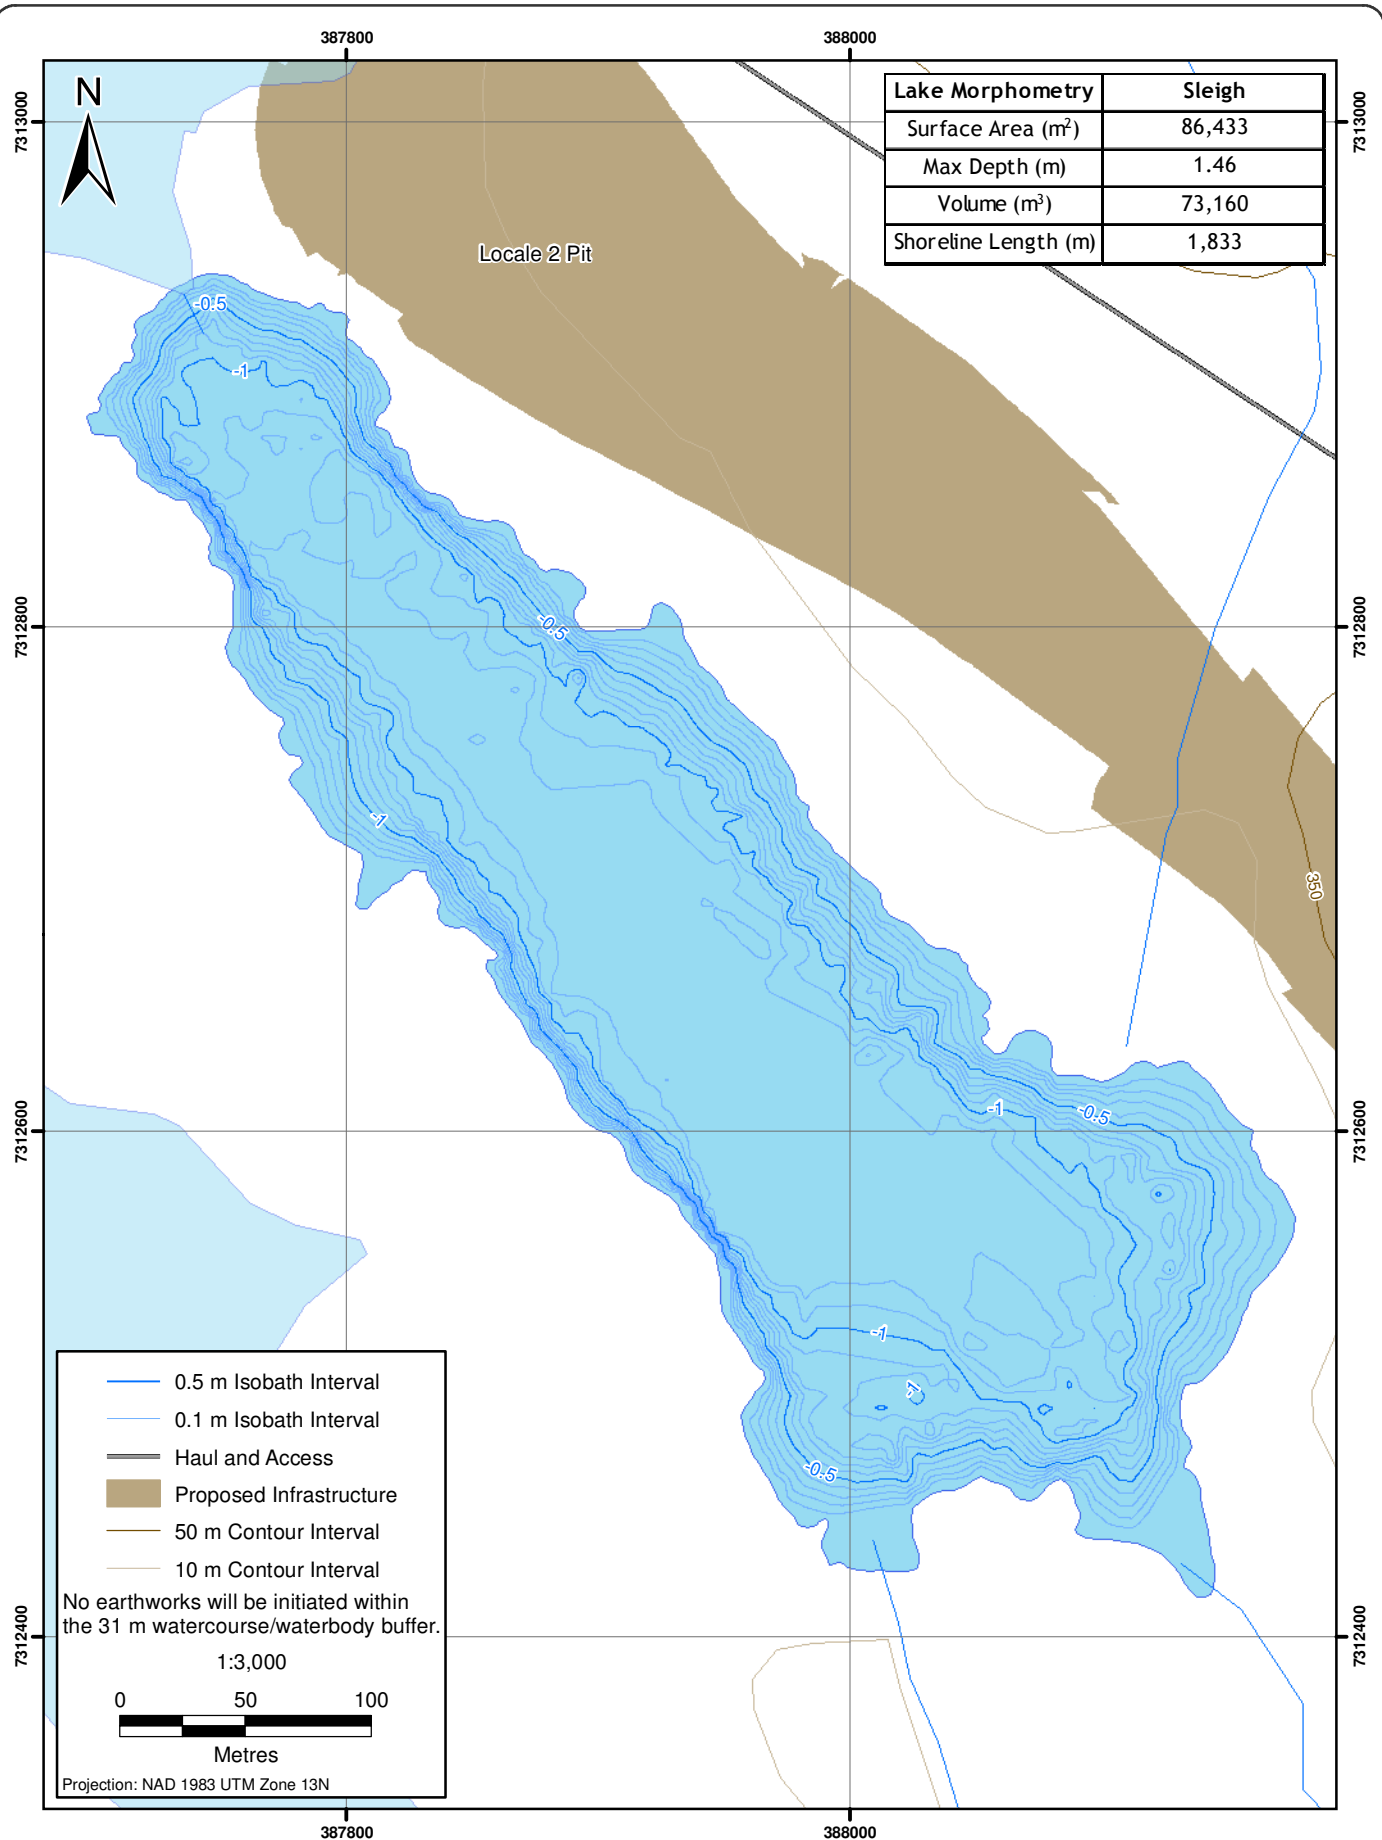 387800
388000
N
Lake Morphometry Sleigh
Surface Area (m²) 86,433
Max Depth (m) 1.46
Volume (m³) 73,160
Shoreline Length (m) 1,833
7313000
7313000
Locale 2 Pit
-0.5
-1
7312800
7312800
-0.5
-1
350
7312600
7312600
-1
-0.5
-1
-1
-0.5
0.5 m Isobath Interval
0.1 m Isobath Interval
Haul and Access
Proposed Infrastructure
50 m Contour Interval
10 m Contour Interval
No earthworks will be initiated within
the 31 m watercourse/waterbody buffer.
1:3,000
0 50 100
Metres
Projection: NAD 1983 UTM Zone 13N
7312400
7312400
387800
388000